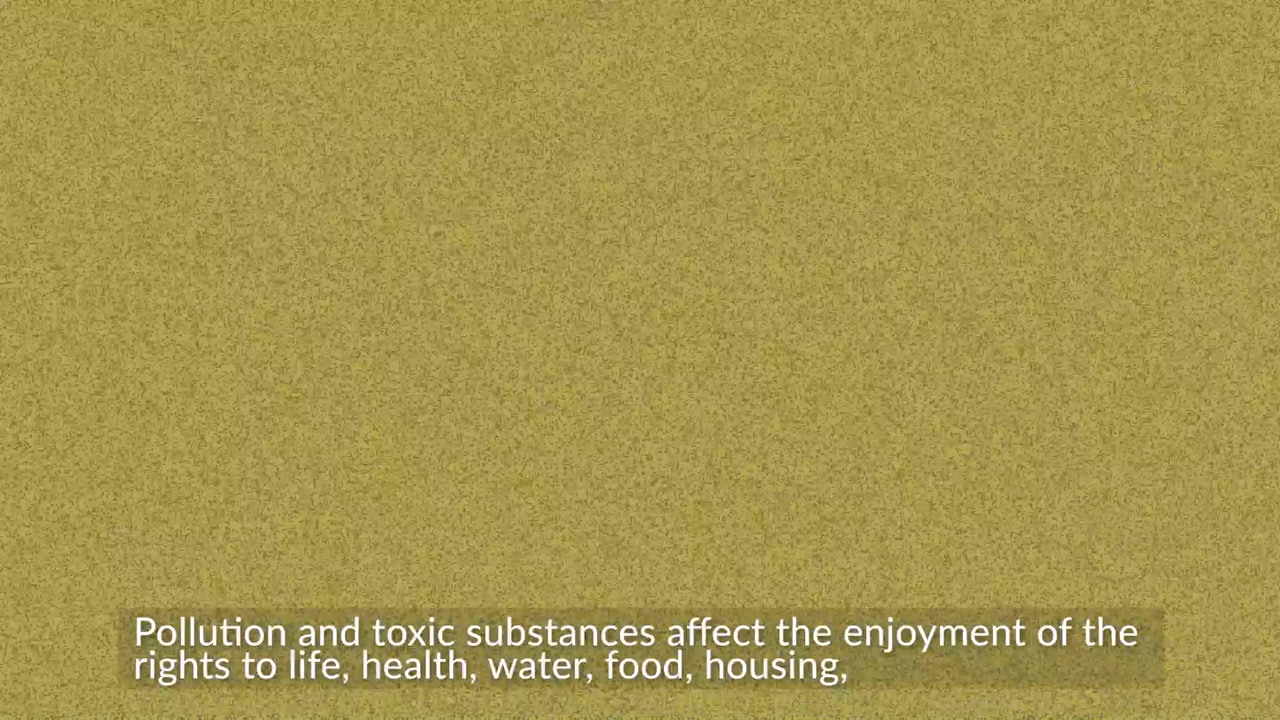 Pollution and toxic substances affect the enjoyment of the
rights to life, health, water, food, housing,